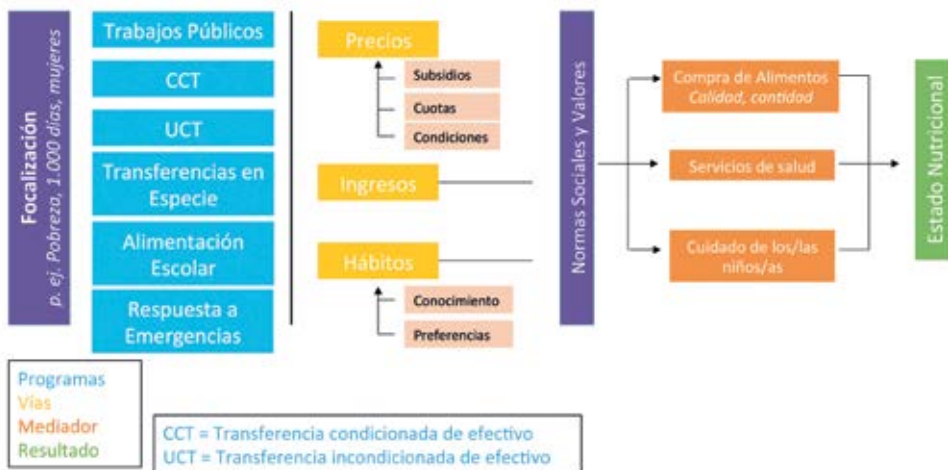 Focalización
p. ej. Pobreza, 1.000 días, mujeres
Trabajos Públicos
CCT
UCT
Transferencias en
Especie
Alimentación
Escolar
Respuesta a
Emergencias
Precios
Subsidios
Cuotas
Condiciones
Ingresos
Hábitos
Conocimiento
Preferencias
Normas Sociales y Valores
Compra de Alimentos
Calidad, cantidad
Servicios de salud
Cuidado de los/las
niños/as
Estado Nutricional
Programas
Vías
Mediador
Resultado
CCT = Transferencia condicionada de efectivo
UCT = Transferencia incondicionada de efectivo